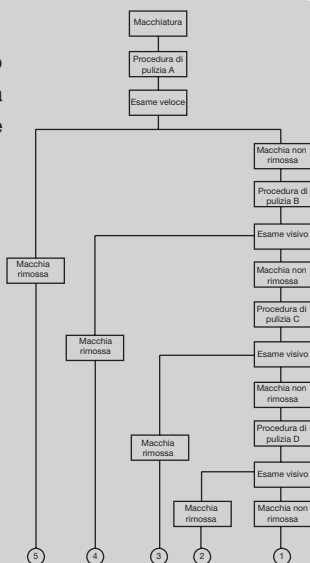 o
a
e
Macchiatura
Procedura di
pulizia A
Esame veloce
Macchia non
rimossa
Procedura di
pulizia B
Esame visivo
Macchia
rimossa
Macchia non
rimossa
Procedura di
pulizia C
Macchia
rimossa
Esame visivo
Macchia non
rimossa
Procedura di
pulizia D
Macchia
rimossa
Esame visivo
Macchia
rimossa
Macchia non
rimossa
5
4
3
2
1